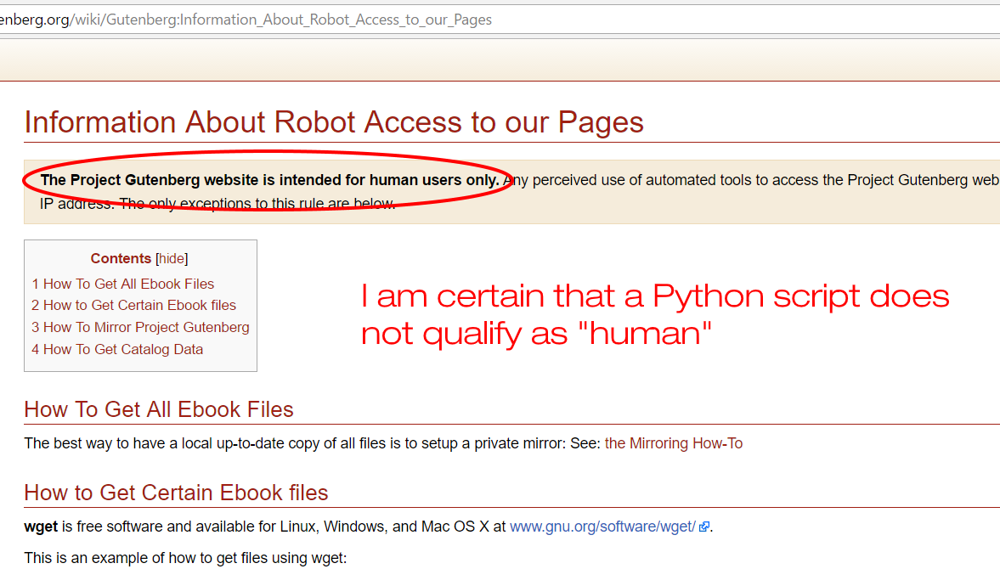 enberg.org/wiki/Gutenberg:Information_About_Robot_Access_to_our_Pages
Information About Robot Access to our Pages
The Project Gutenberg website is intended for human users only. Any perceived use of automated tools to access the Project Gutenberg web
IP address. The only exceptions to this rule are below.
Contents [hide]
1 How To Get All Ebook Files
2 How to Get Certain Ebook files
3 How To Mirror Project Gutenberg
4 How To Get Catalog Data
I am certain that a Python script does
not qualify as "human"
How To Get All Ebook Files
The best way to have a local up-to-date copy of all files is to setup a private mirror: See: the Mirroring How-To
How to Get Certain Ebook files
wget is free software and available for Linux, Windows, and Mac OS X at www.gnu.org/software/wget/.
This is an example of how to get files using wget: